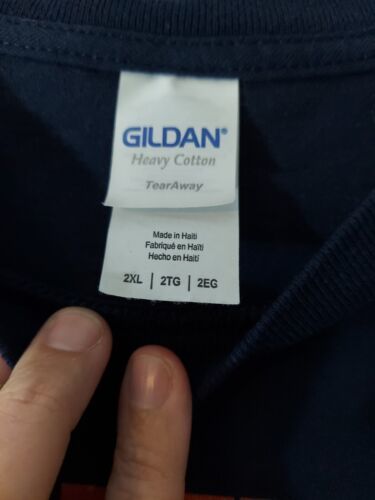 GILDAN®
Heavy Cotton
TearAway
Made in Haiti
Fabriqué en Haïti
Hecho en Haití
2XL | 2TG | 2EG